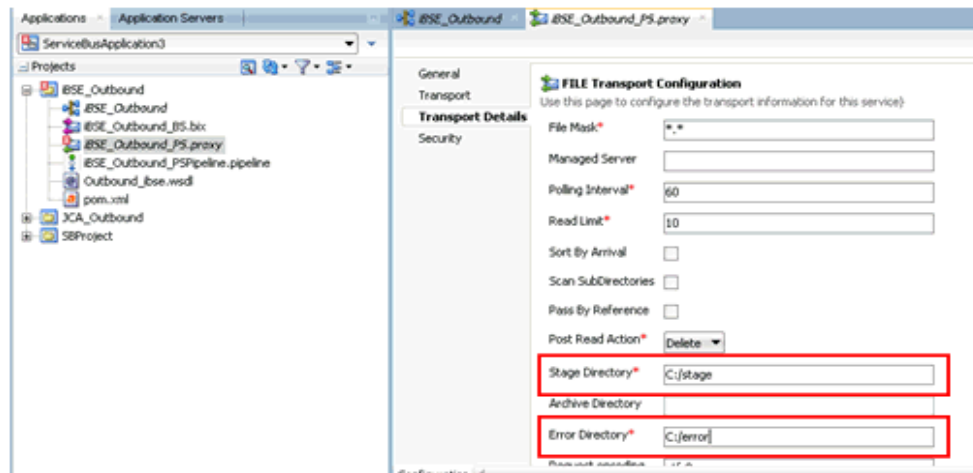 Applications
Application Servers
ServiceBusApplication3
Projects
iBSE_Outbound
iBSE_Outbound
iBSE_Outbound_BS.bix
iBSE_Outbound_PS.proxy
iBSE_Outbound_PSPipeline.pipeline
Outbound_ibse.wsdl
pom.xml
JCA_Outbound
SBProject
iBSE_Outbound
iBSE_Outbound_PS.proxy
General
Transport
Transport Details
Security
FILE Transport Configuration
Use this page to configure the transport information for this service)
File Mask* *.*
Managed Server
Polling Interval* 60
Read Limit* 10
Sort By Arrival
Scan SubDirectories
Pass By Reference
Post Read Action* Delete
Stage Directory* C:/stage
Archive Directory
Error Directory* C:/error
Request encoding